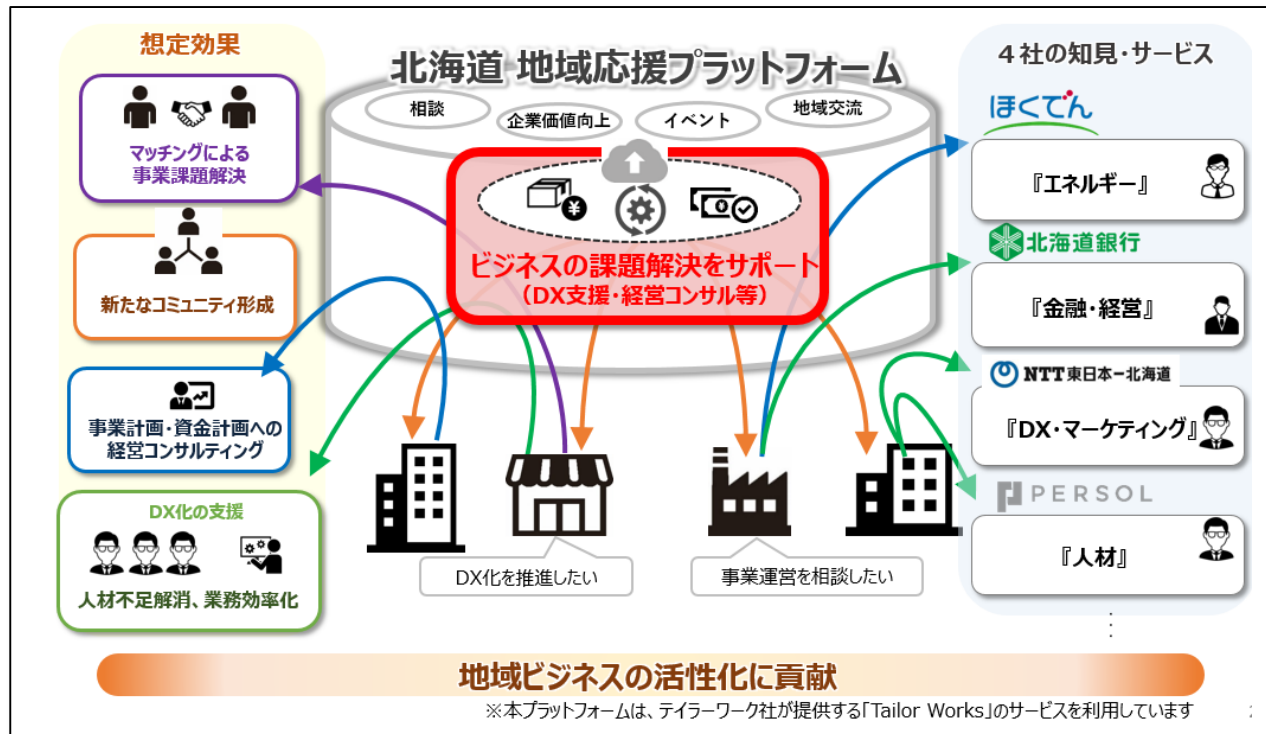 想定効果
マッチングによる
事業課題解決
新たなコミュニティ形成
事業計画・資金計画への
経営コンサルティング
DX化の支援
人材不足解消、業務効率化
北海道 地域応援プラットフォーム
相談
企業価値向上
イベント
地域交流
¥
ビジネスの課題解決をサポート
(DX支援・経営コンサル等)
DX化を推進したい
事業運営を相談したい
4社の知見・サービス
ほくでん
『エネルギー』
北海道銀行
『金融・経営』
NTT東日本-北海道
『DX・マーケティング』
PERSOL
『人材』
⋮
地域ビジネスの活性化に貢献
※本プラットフォームは、テイラーワーク社が提供する「Tailor Works」のサービスを利用しています